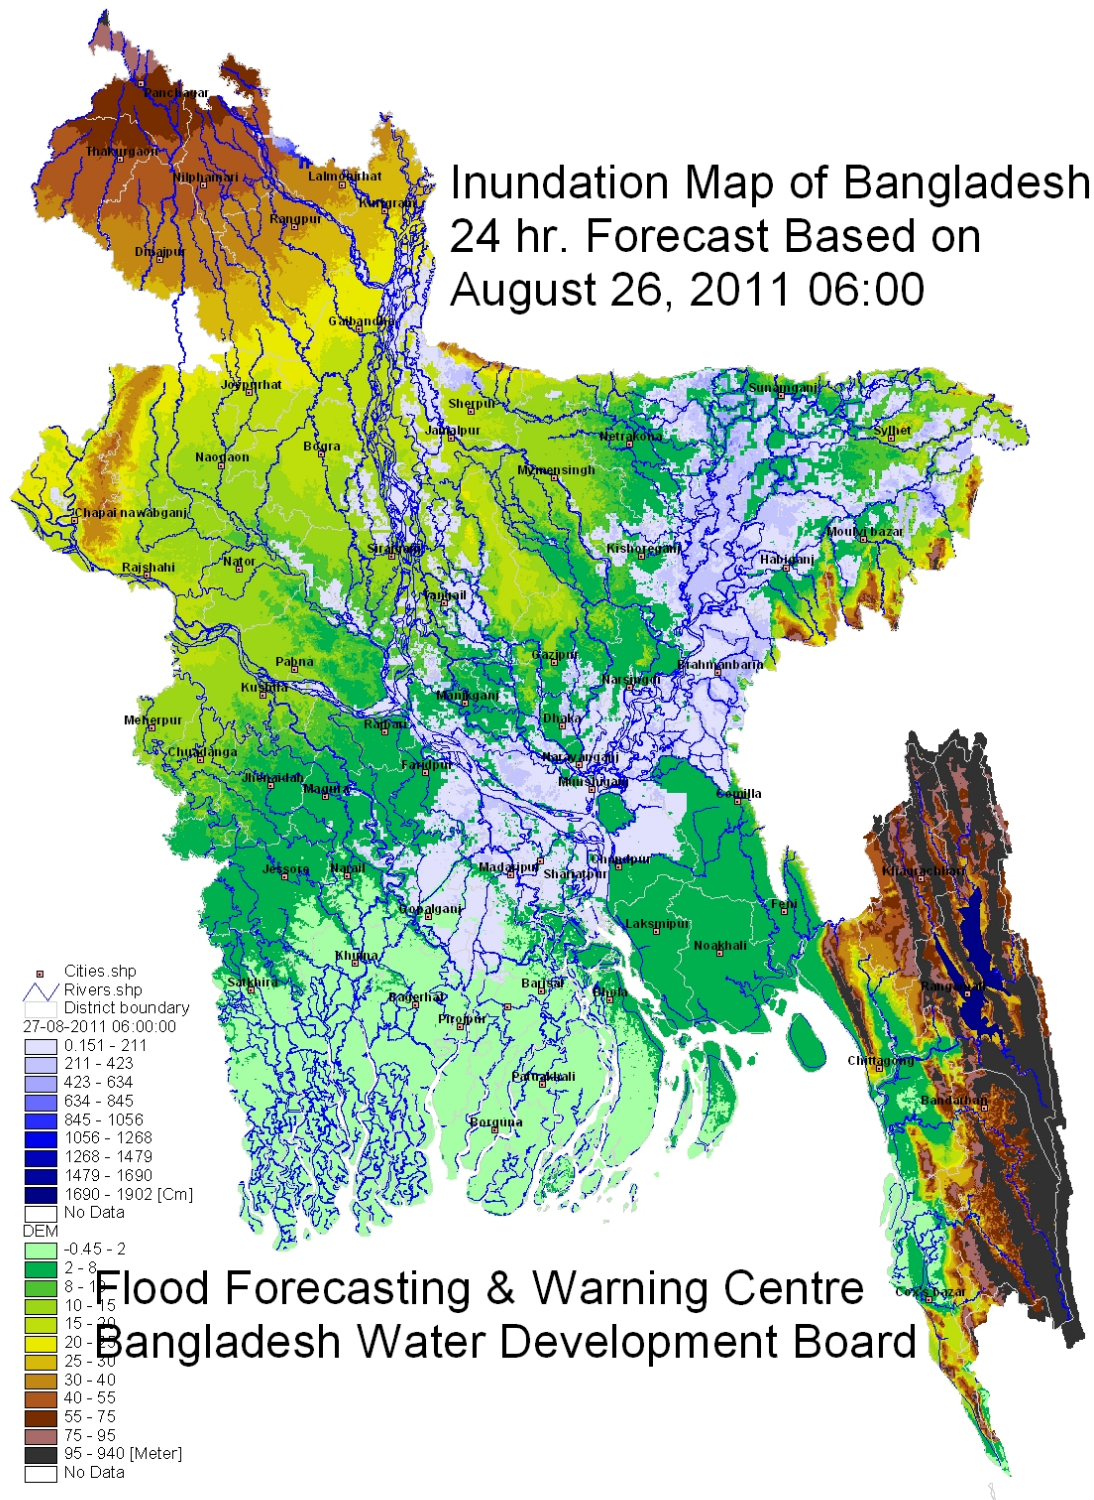 Panchagar
Thakurgaon
Nilphamari
Lalmonirhat
Kurigram
Rangpur
Dinajpur
Inundation Map of Bangladesh
24 hr. Forecast Based on
August 26, 2011 06:00
Gaibandha
Joypurhat
Sherpur
Sunamganj
Jamalpur
Netrakona
Sylhet
Bogra
Naogaon
Mymensingh
Chapai nawabganj
Moulvi bazar
Sirajganj
Kishoreganj
Habiganj
Rajshahi
Nator
Tangail
Pabna
Gazipur
Brahmanbaria
Kushtia
Manikganj
Narsingdi
Meherpur
Rajbari
Dhaka
Chuadanga
Faridpur
Narayanganj
Jhenaidah
Magura
Munshiganj
Comilla
Jessore
Narail
Madaripur
Shariatpur
Chandpur
Khagrachhari
Gopalganj
Laksmipur
Feni
Noakhali
Khulna
Satkhira
Bagerhat
Barisal
Bhola
Rangamati
Pirojpur
Chittagong
Patuakhali
Bandarban
Borguna
Cox's bazar
Cities.shp
Rivers.shp
District boundary
27-08-2011 06:00:00
0.151 - 211
211 - 423
423 - 634
634 - 845
845 - 1056
1056 - 1268
1268 - 1479
1479 - 1690
1690 - 1902 [Cm]
No Data
DEM
-0.45 - 2
2 - 8
8 - 10
10 - 15
15 - 20
20 - 25
25 - 30
30 - 40
40 - 55
55 - 75
75 - 95
95 - 940 [Meter]
No Data
Flood Forecasting & Warning Centre
Bangladesh Water Development Board